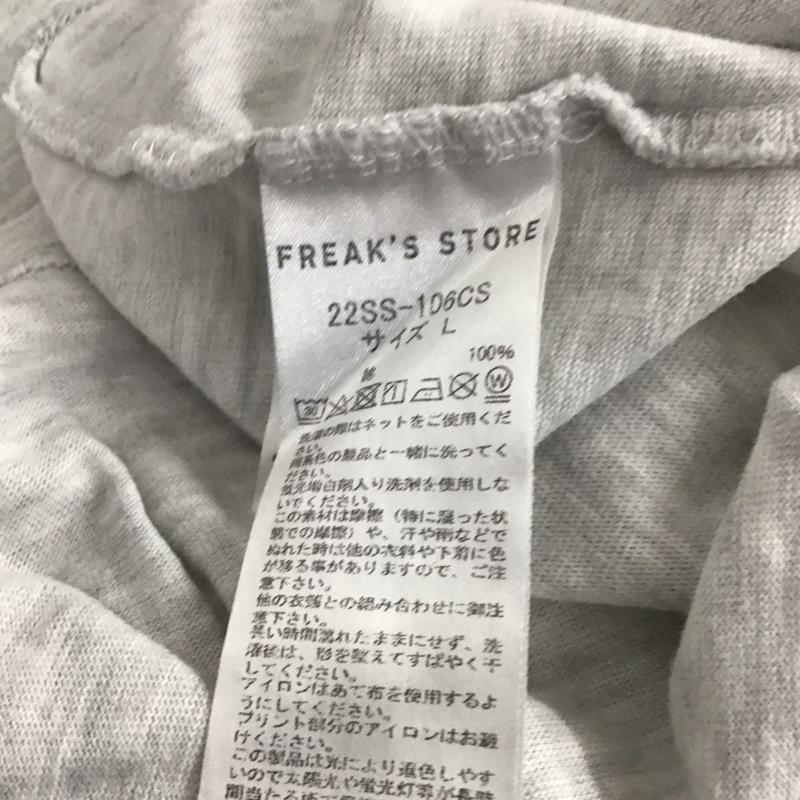 FREAK'S STORE
22SS-106CS
サイズ L
綿 100%
30 W
洗濯の際はネットをご使用くだ
さい。
同系色の製品と一緒に洗ってく
ださい。
蛍光増白剤入り洗剤を使用しな
いでください。
この素材は摩擦（特に湿った状
態での摩擦）や、汗や雨などで
ぬれた時は他の衣料や下着に色
が移る事がありますので、ご注
意下さい。
他の衣類との組み合わせに御注
意下さい。
長い時間濡れたままにせず、洗
濯後は、形を整えてすばやく干
してください。
アイロンはあて布を使用するよ
うにしてください。
プリント部分のアイロンはお避
けください。
この製品は光により退色しやす
いので太陽光や蛍光灯等が長時
間当たる